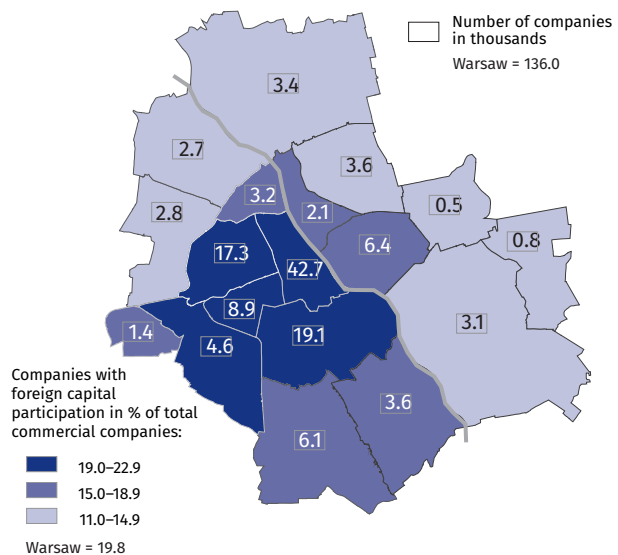 Number of companies
in thousands
Warsaw = 136.0
3.4
2.7
3.6
3.2
2.8
2.1
0.5
6.4
0.8
17.3
42.7
8.9
19.1
3.1
1.4
4.6
3.6
6.1
Companies with
foreign capital
participation in % of total
commercial companies:
19.0–22.9
15.0–18.9
11.0–14.9
Warsaw = 19.8